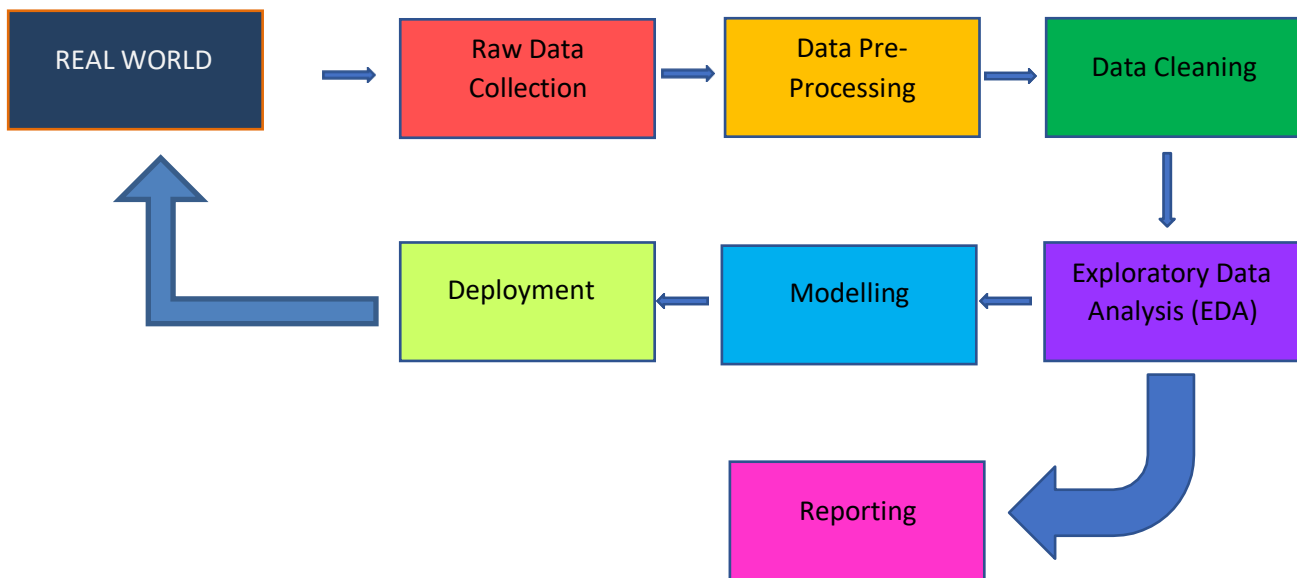 REAL WORLD
Raw Data
Collection
Data Pre-
Processing
Data Cleaning
Exploratory Data
Analysis (EDA)
Modelling
Deployment
Reporting